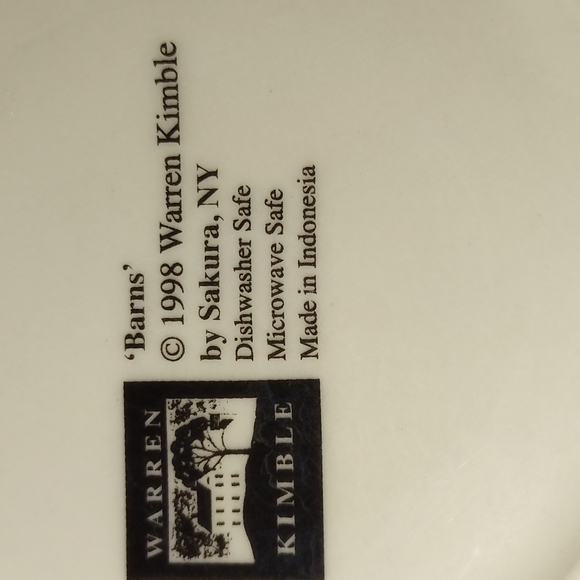 WARREN
KIMBLE
‘Barns’
© 1998 Warren Kimble
by Sakura, NY
Dishwasher Safe
Microwave Safe
Made in Indonesia